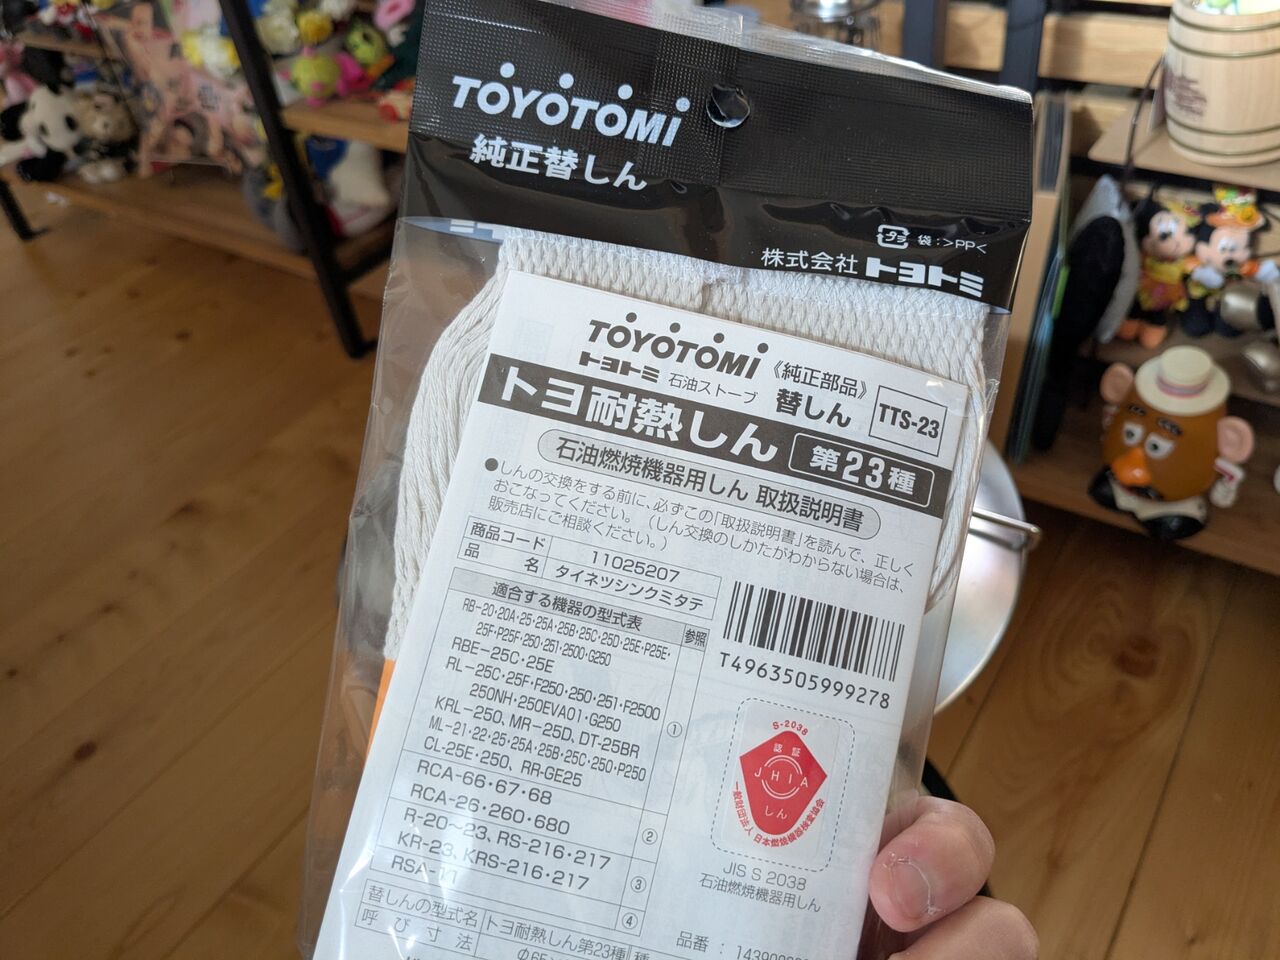 TOYOTOMI
純正替しん
プラ 袋:>PP<
株式会社 トヨトミ
TOYOTOMI 《純正部品》
トヨトミ 石油ストーブ 替しん TTS-23
トヨ耐熱しん 第23種
石油燃焼機器用しん 取扱説明書
●しんの交換をする前に、必ずこの「取扱説明書」を読んで、正しく
おこなってください。（しん交換のしかたがわからない場合は、
販売店にご相談ください。）
商品コード 11025207
品 名 タイネツシンクミタテ
適合する機器の型式表 参照
RB-20・20A・25・25A・25B・25C・25D・25E・P25E・
25F・P25F・250・251・2500・G250
RBE-25C・25E
RL-25C・25F・F250・250・251・F2500
250NH・250EVA01・G250
KRL-250、MR-25D、DT-25BR
ML-21・22・25・25A・25B・25C・250・P250
CL-25E・250、RR-GE25
①
RCA-66・67・68
RCA-26・260・680
②
R-20～23、RS-216・217
KR-23、KRS-216・217
③
RSA-11
④
替しんの型式名 トヨ耐熱しん第23種
呼び寸法
T4963505999278
S-2038
認証
JHIA
しん
一般財団法人 日本燃焼機器検査協会
JIS S 2038
石油燃焼機器用しん
品番: